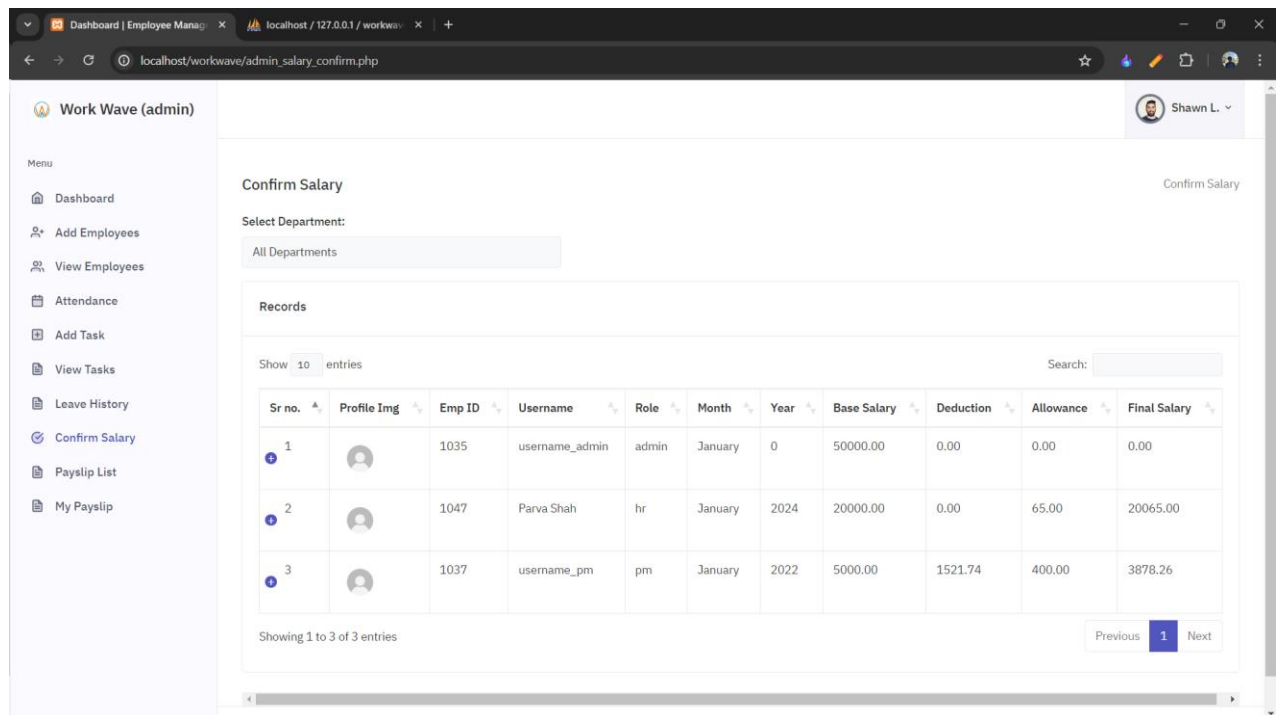 Dashboard | Employee Manag
localhost / 127.0.0.1 / workwav
localhost/workwave/admin_salary_confirm.php
Work Wave (admin)
Shawn L.
Menu
Dashboard
Add Employees
View Employees
Attendance
Add Task
View Tasks
Leave History
Confirm Salary
Payslip List
My Payslip
Confirm Salary
Confirm Salary
Select Department:
All Departments
Records
Show 10 entries
Search:
Sr no. Profile Img Emp ID Username Role Month Year Base Salary Deduction Allowance Final Salary
1 1035 username_admin admin January 0 50000.00 0.00 0.00 0.00
2 1047 Parva Shah hr January 2024 20000.00 0.00 65.00 20065.00
3 1037 username_pm pm January 2022 5000.00 1521.74 400.00 3878.26
Showing 1 to 3 of 3 entries
Previous 1 Next